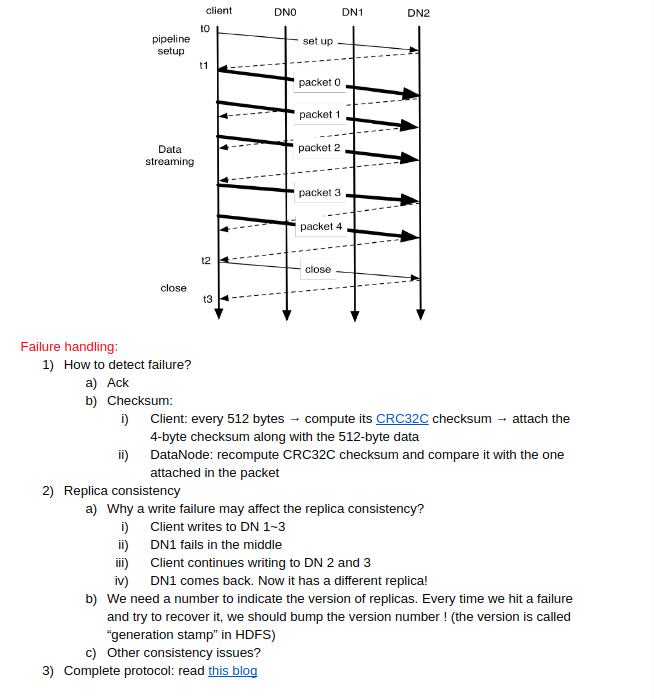 client DN0 DN1 DN2
t0
pipeline
setup
set up
t1
packet 0
packet 1
Data
streaming
packet 2
packet 3
packet 4
t2
close
close
t3
Failure handling:
1) How to detect failure?
a) Ack
b) Checksum:
i) Client: every 512 bytes → compute its CRC32C checksum → attach the
4-byte checksum along with the 512-byte data
ii) DataNode: recompute CRC32C checksum and compare it with the one
attached in the packet
2) Replica consistency
a) Why a write failure may affect the replica consistency?
i) Client writes to DN 1~3
ii) DN1 fails in the middle
iii) Client continues writing to DN 2 and 3
iv) DN1 comes back. Now it has a different replica!
b) We need a number to indicate the version of replicas. Every time we hit a failure
and try to recover it, we should bump the version number ! (the version is called
“generation stamp” in HDFS)
c) Other consistency issues?
3) Complete protocol: read this blog